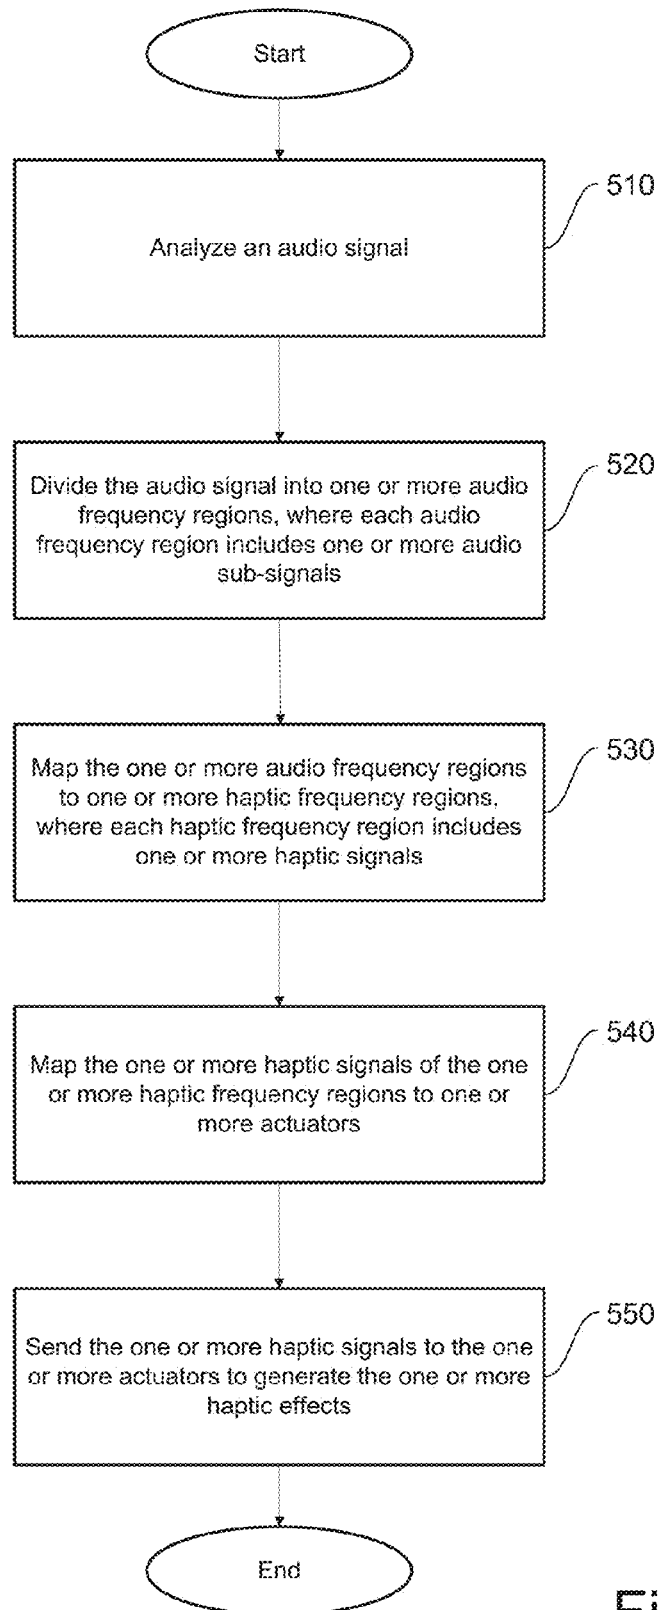 Start
510
Analyze an audio signal
520
Divide the audio signal into one or more audio
frequency regions, where each audio
frequency region includes one or more audio
sub-signals
530
Map the one or more audio frequency regions
to one or more haptic frequency regions,
where each haptic frequency region includes
one or more haptic signals
540
Map the one or more haptic signals of the one
or more haptic frequency regions to one or
more actuators
550
Send the one or more haptic signals to the one
or more actuators to generate the one or more
haptic effects
End